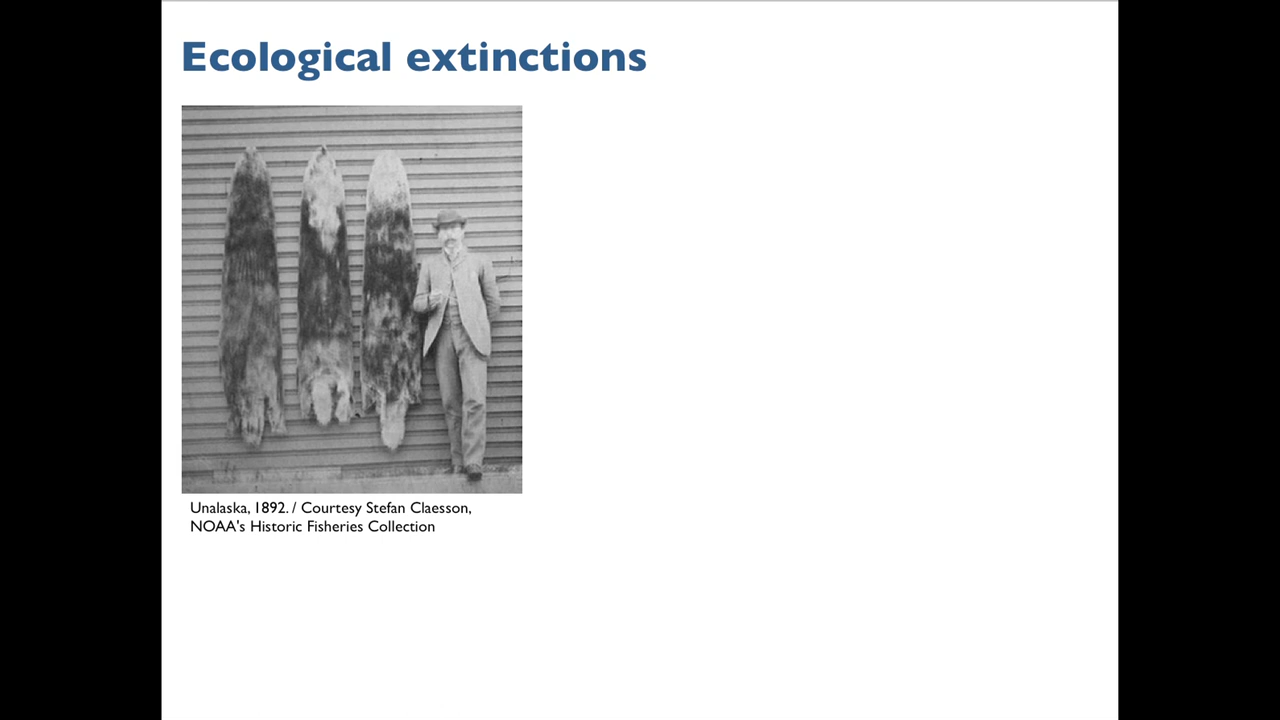 Ecological extinctions
Unalaska, 1892. / Courtesy Stefan Claesson,
NOAA's Historic Fisheries Collection